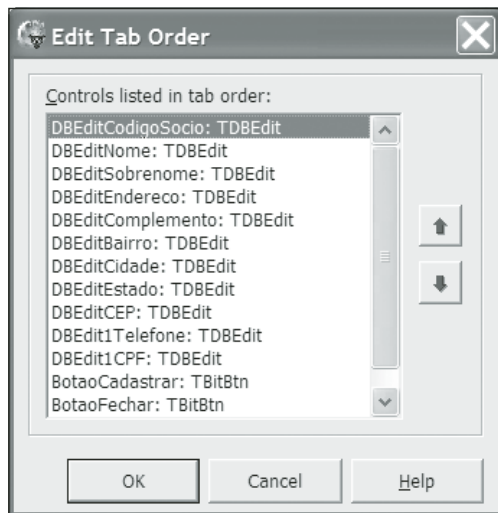 Edit Tab Order
Controls listed in tab order:
DBEditCodigoSocio: TDBEdit
DBEditNome: TDBEdit
DBEditSobrenome: TDBEdit
DBEditEndereco: TDBEdit
DBEditComplemento: TDBEdit
DBEditBairro: TDBEdit
DBEditCidade: TDBEdit
DBEditEstado: TDBEdit
DBEditCEP: TDBEdit
DBEdit1Telefone: TDBEdit
DBEdit1CPF: TDBEdit
BotaoCadastrar: TBitBtn
BotaoFechar: TBitBtn
OK Cancel Help